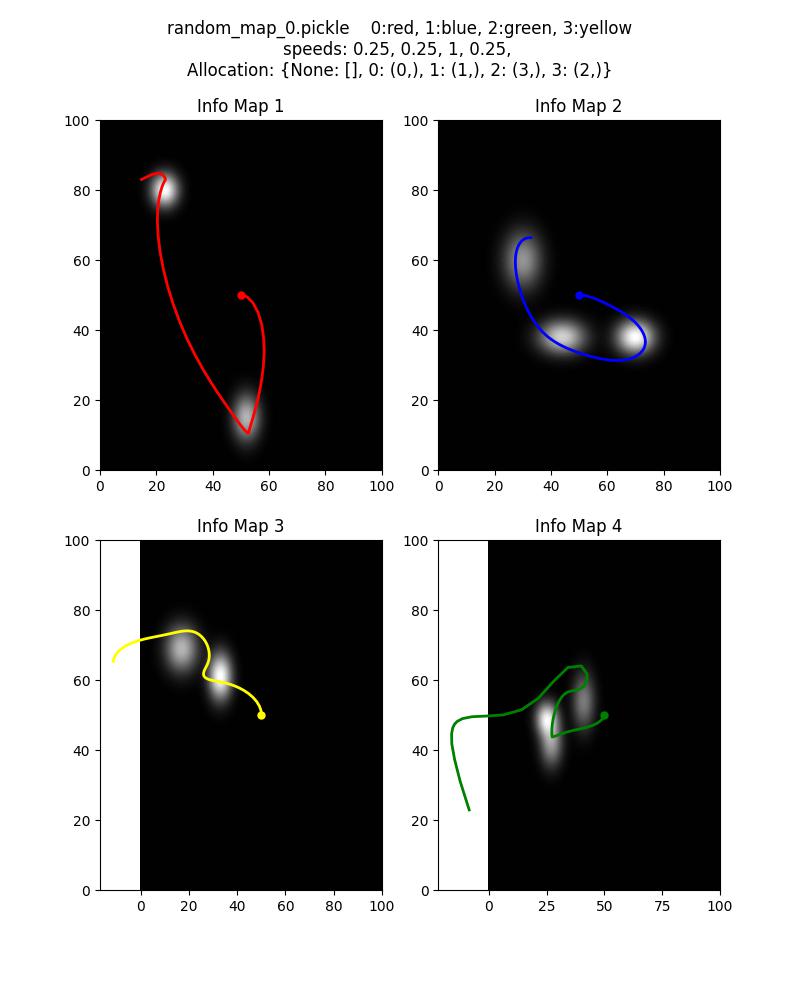 random_map_0.pickle    0:red, 1:blue, 2:green, 3:yellow
speeds: 0.25, 0.25, 1, 0.25,
Allocation: {None: [], 0: (0,), 1: (1,), 2: (3,), 3: (2,)}
Info Map 1
100
80
60
40
20
0
0 20 40 60 80 100
Info Map 2
100
80
60
40
20
0
0 20 40 60 80 100
Info Map 3
100
80
60
40
20
0
0 20 40 60 80 100
Info Map 4
100
80
60
40
20
0
0 25 50 75 100